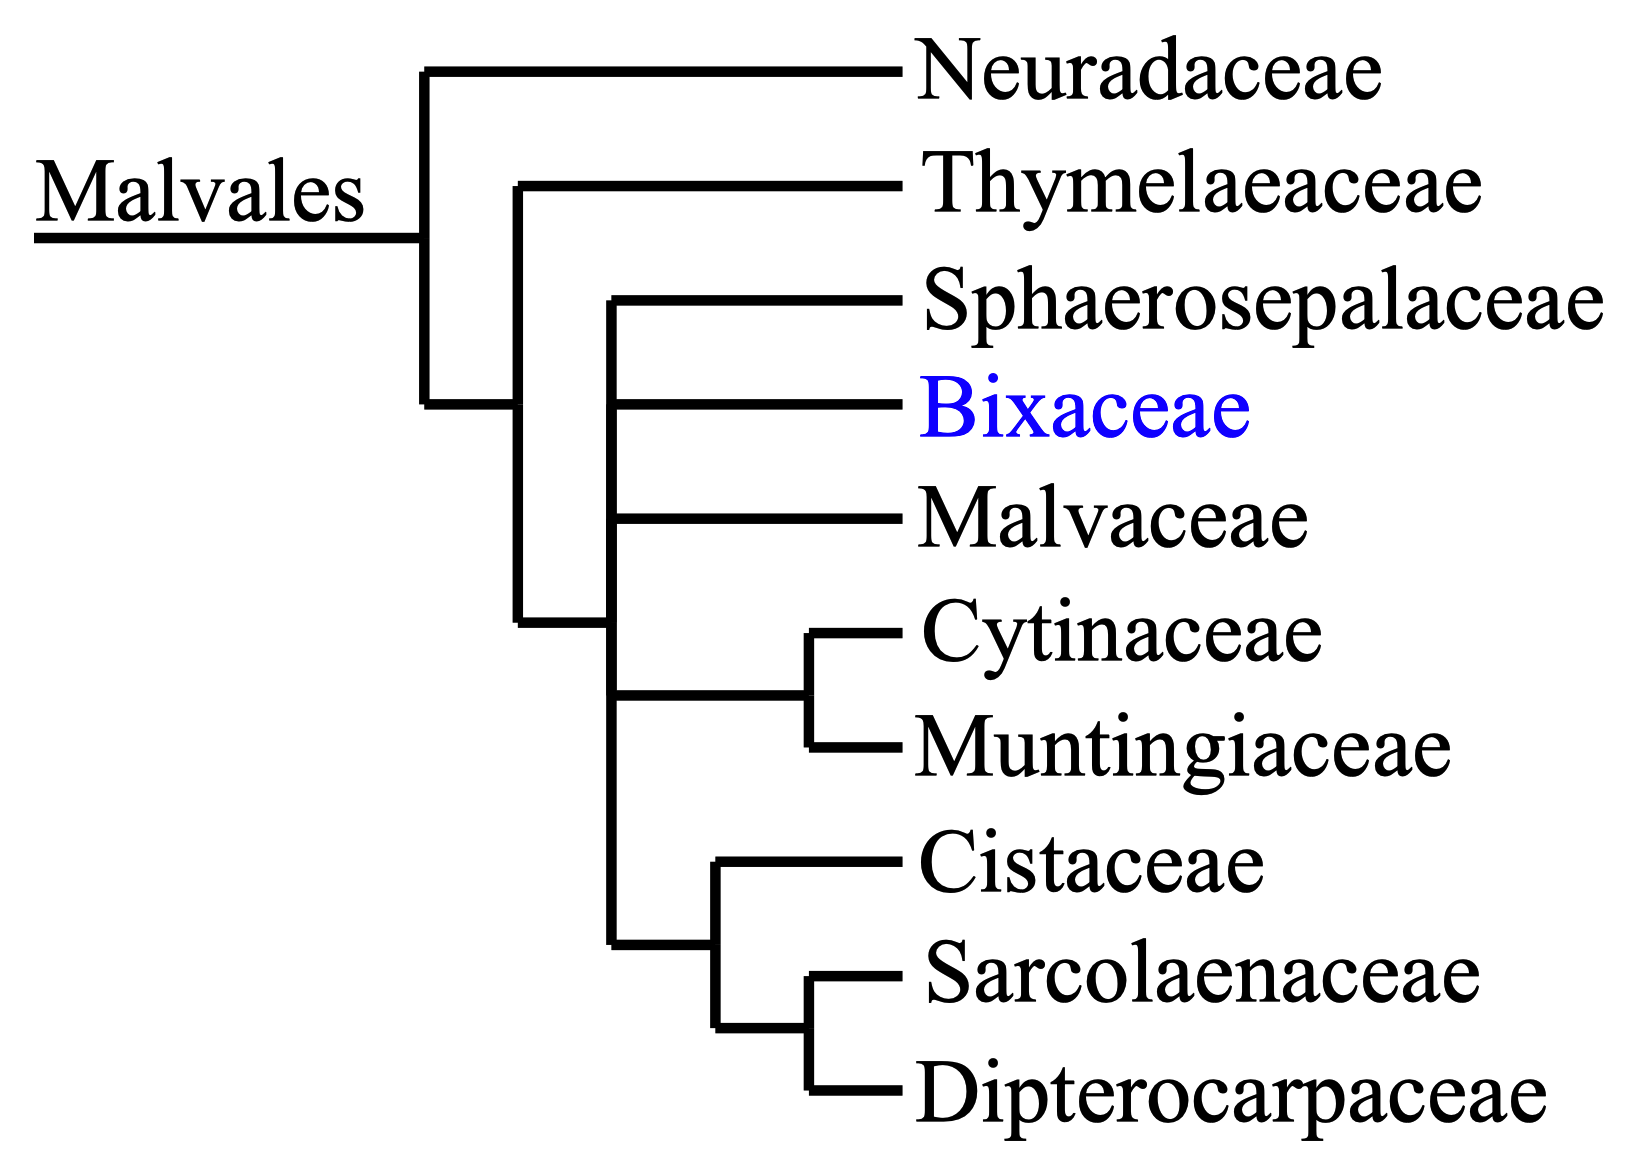 Neuradaceae
Malvales
Thymelaeaceae
Sphaerosepalaceae
Bixaceae
Malvaceae
Cytinaceae
Muntingiaceae
Cistaceae
Sarcolaenaceae
Dipterocarpaceae